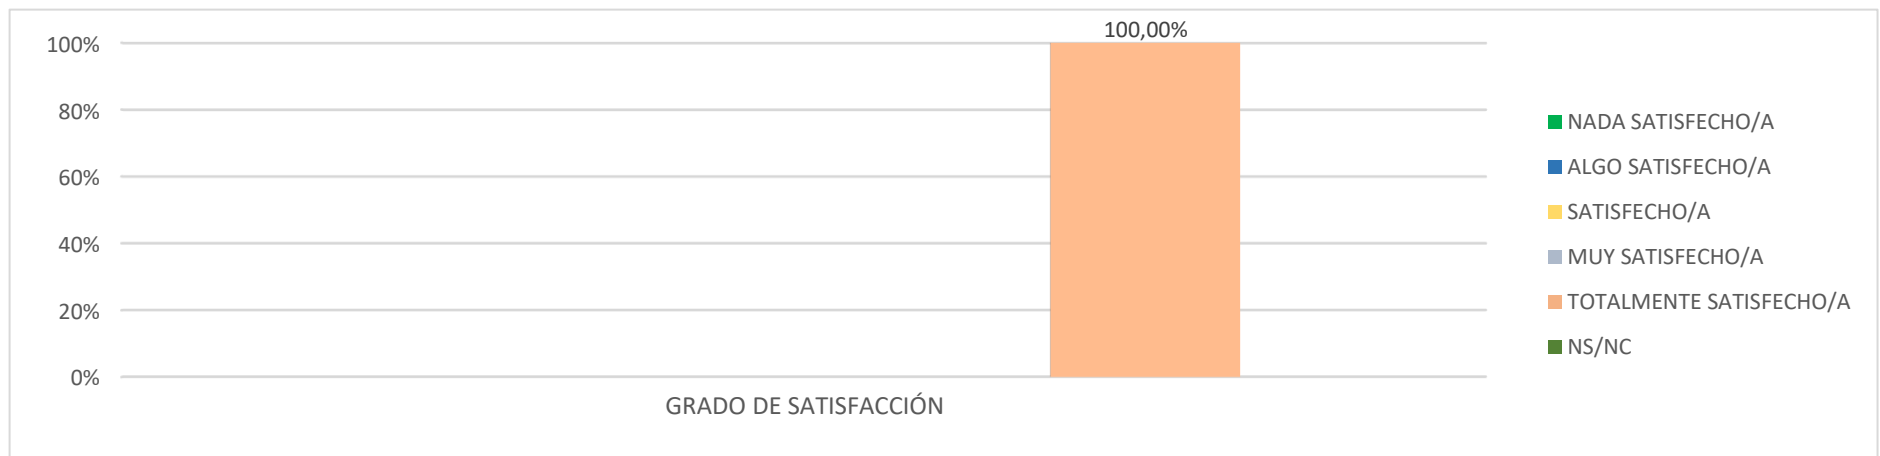 100,00%
100%
80%
60%
40%
20%
0%
GRADO DE SATISFACCIÓN
NADA SATISFECHO/A
ALGO SATISFECHO/A
SATISFECHO/A
MUY SATISFECHO/A
TOTALMENTE SATISFECHO/A
NS/NC